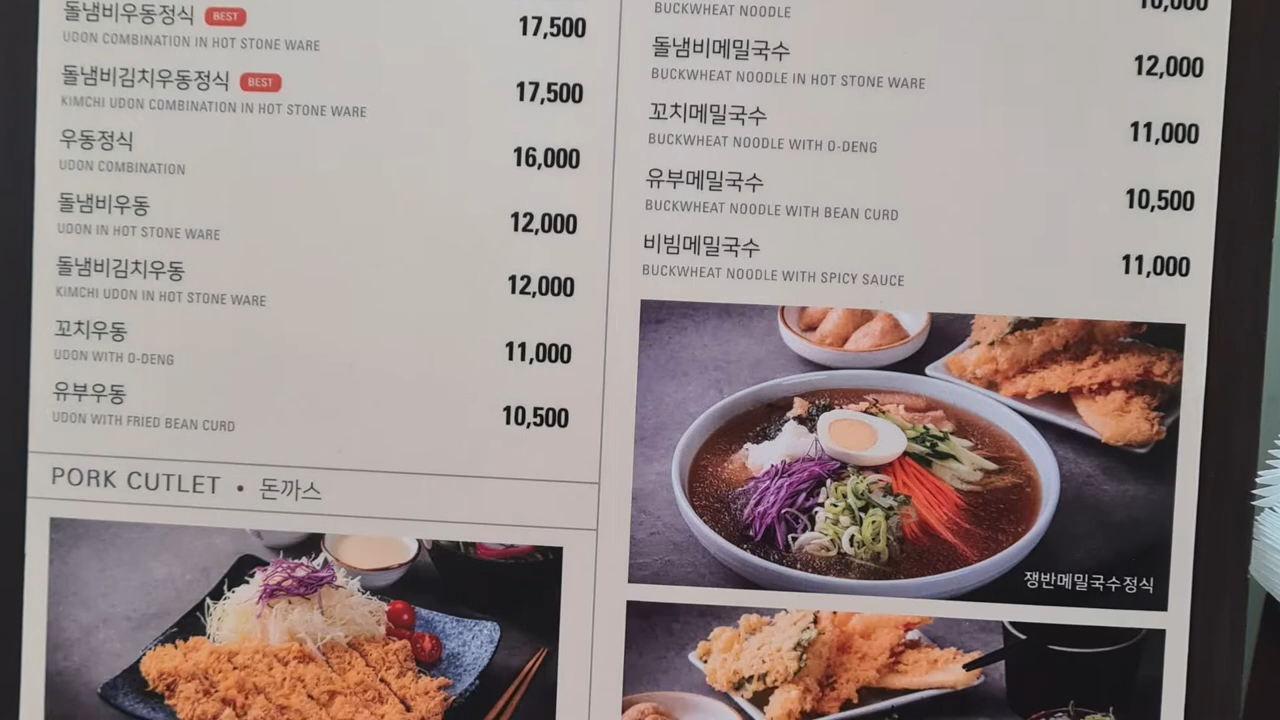 돌냄비우동정식 BEST 17,500
UDON COMBINATION IN HOT STONE WARE
돌냄비김치우동정식 BEST 17,500
KIMCHI UDON COMBINATION IN HOT STONE WARE
우동정식 16,000
UDON COMBINATION
돌냄비우동 12,000
UDON IN HOT STONE WARE
돌냄비김치우동 12,000
KIMCHI UDON IN HOT STONE WARE
꼬치우동 11,000
UDON WITH O-DENG
유부우동 10,500
UDON WITH FRIED BEAN CURD
PORK CUTLET • 돈까스
BUCKWHEAT NOODLE
돌냄비메밀국수 12,000
BUCKWHEAT NOODLE IN HOT STONE WARE
꼬치메밀국수 11,000
BUCKWHEAT NOODLE WITH O-DENG
유부메밀국수 10,500
BUCKWHEAT NOODLE WITH BEAN CURD
비빔메밀국수 11,000
BUCKWHEAT NOODLE WITH SPICY SAUCE
쟁반메밀국수정식